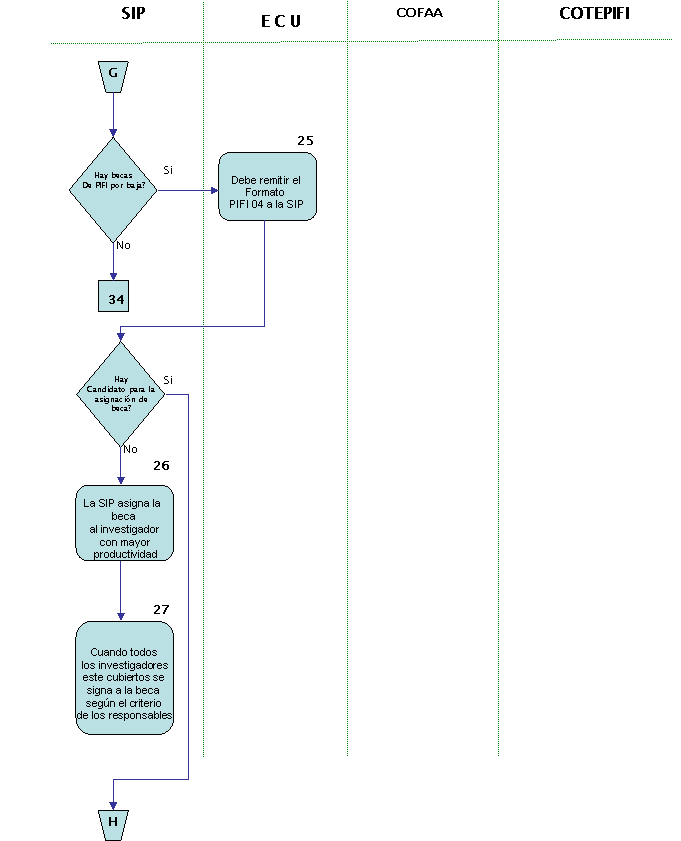 SIP
E C U
COFAA
COTEPIFI
G
Hay becas
De PIFI por baja?
Si
25
Debe remitir el
Formato
PIFI 04 a la SIP
No
34
Hay
Candidato para la
asignación de
beca?
Si
No
26
La SIP asigna la
beca
al investigador
con mayor
productividad
27
Cuando todos
los investigadores
este cubiertos se
signa a la beca
según el criterio
de los responsables
H